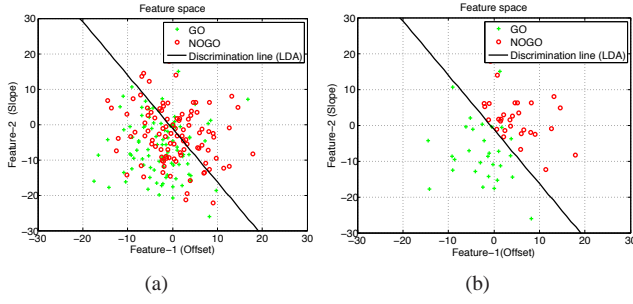 Feature space
GO
NOGO
Discrimination line (LDA)
Feature-2 (Slope)
30
20
10
0
−10
−20
−30
−30
−20
−10
0
10
20
30
Feature-1 (Offset)
(a)
Feature space
GO
NOGO
Discrimination line (LDA)
Feature-2 (Slope)
30
20
10
0
−10
−20
−30
−30
−20
−10
0
10
20
30
Feature−1(Offset)
(b)